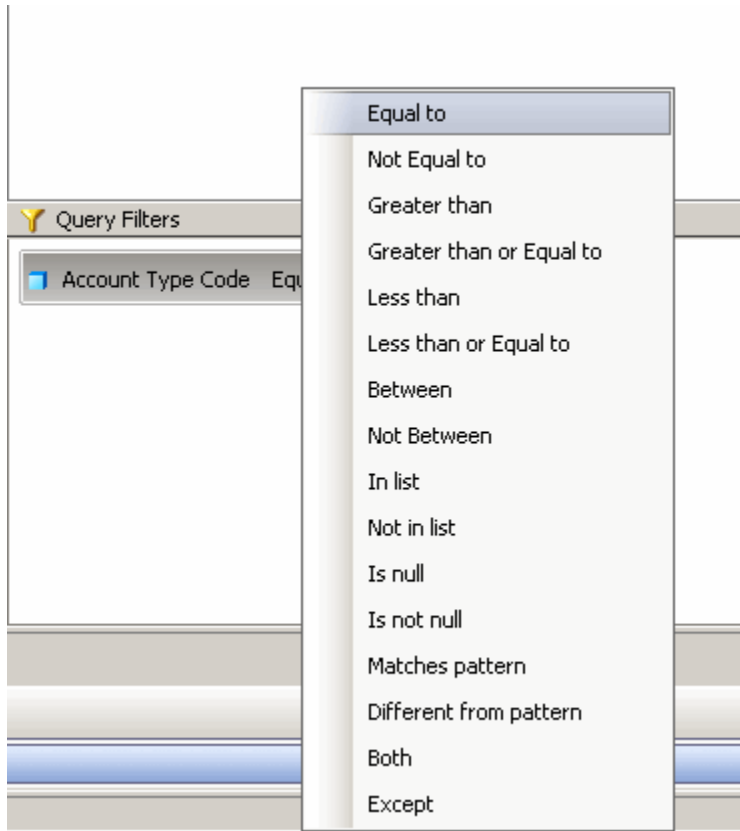 Equal to
Not Equal to
Greater than
Query Filters
Greater than or Equal to
Account Type Code Equ
Less than
Less than or Equal to
Between
Not Between
In list
Not in list
Is null
Is not null
Matches pattern
Different from pattern
Both
Except